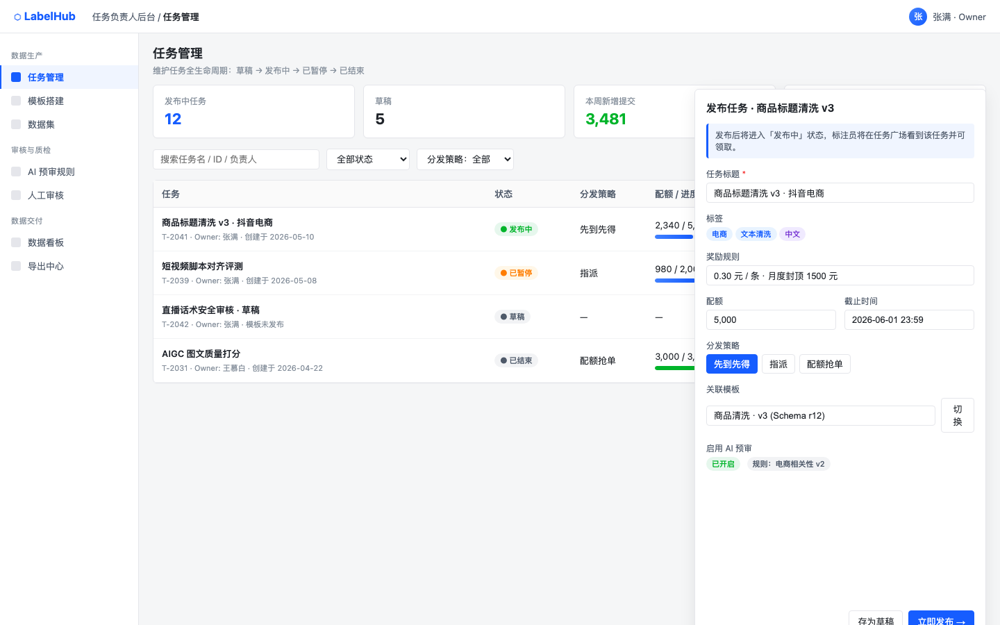 LabelHub
任务负责人后台 / 任务管理
张
张满 · Owner
数据生产
任务管理
模板搭建
数据集
审核与质检
AI 预审规则
人工审核
数据交付
数据看板
导出中心
任务管理
维护任务全生命周期：草稿 → 发布中 → 已暂停 → 已结束
发布中任务
12
草稿
5
本周新增提交
3,481
搜索任务名 / ID / 负责人
全部状态
分发策略：全部
任务
状态
分发策略
配额 / 进度
商品标题清洗 v3 · 抖音电商
T-2041 · Owner: 张满 · 创建于 2026-05-10
发布中
先到先得
2,340 / 5,
短视频脚本对齐评测
T-2039 · Owner: 张满 · 创建于 2026-05-08
已暂停
指派
980 / 2,00
直播话术安全审核 · 草稿
T-2042 · Owner: 张满 · 模板未发布
草稿
—
—
AIGC 图文质量打分
T-2031 · Owner: 王慕白 · 创建于 2026-04-22
已结束
配额抢单
3,000 / 3,
发布任务 · 商品标题清洗 v3
发布后将进入「发布中」状态，标注员将在任务广场看到该任务并可
领取。
任务标题 *
商品标题清洗 v3 · 抖音电商
标签
电商
文本清洗
中文
奖励规则
0.30 元 / 条 · 月度封顶 1500 元
配额
截止时间
5,000
2026-06-01 23:59
分发策略
先到先得
指派
配额抢单
关联模板
商品清洗 · v3 (Schema r12)
切
换
启用 AI 预审
已开启
规则：电商相关性 v2
存为草稿
立即发布 →